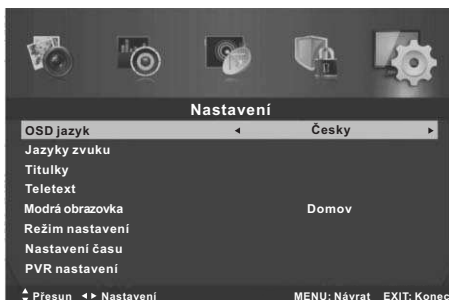 Nastavení
OSD jazyk Česky
Jazyky zvuku
Titulky
Teletext
Modrá obrazovka Domov
Režim nastavení
Nastavení času
PVR nastavení
Přesun Nastavení MENU: Návrat EXIT: Konec